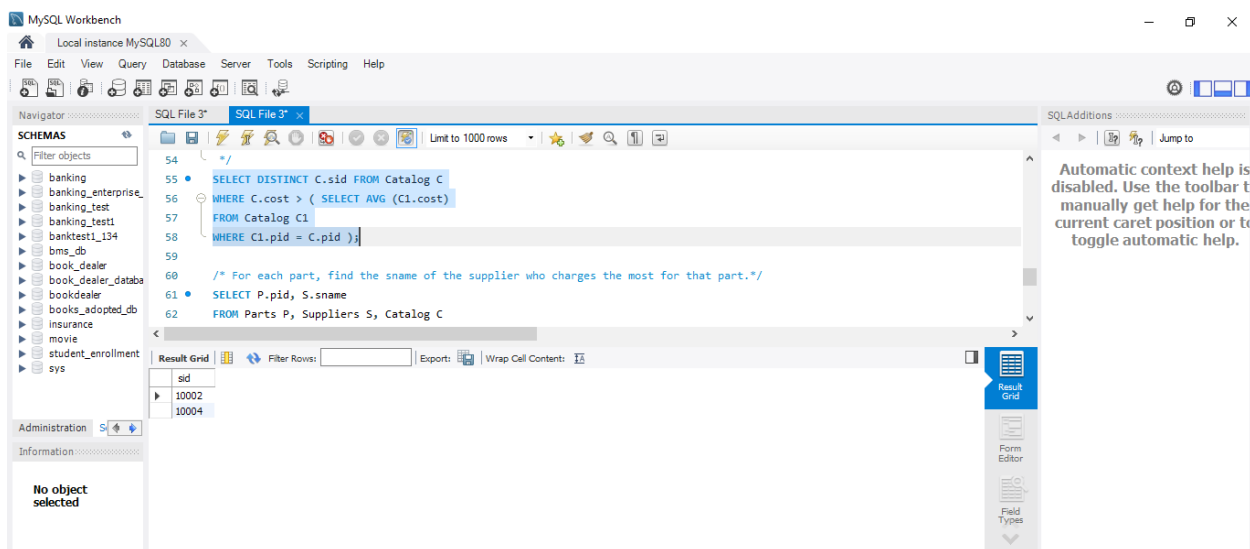 MySQL Workbench
Local instance MySQL80 ×
File Edit View Query Database Server Tools Scripting Help
Navigator
SCHEMAS
Filter objects
banking
banking_enterprise_
banking_test
banking_test1
banktest1_134
bms_db
book_dealer
book_dealer_databa
bookdealer
books_adopted_db
insurance
movie
student_enrollment
sys
Administration S
Information
No object
selected
SQL File 3* SQL File 3* ×
Limit to 1000 rows
54 */
55 SELECT DISTINCT C.sid FROM Catalog C
56 WHERE C.cost > ( SELECT AVG (C1.cost)
57 FROM Catalog C1
58 WHERE C1.pid = C.pid );
59
60 /* For each part, find the sname of the supplier who charges the most for that part.*/
61 SELECT P.pid, S.sname
62 FROM Parts P, Suppliers S, Catalog C
Result Grid Filter Rows: Export: Wrap Cell Content:
sid
10002
10004
Result
Grid
Form
Editor
Field
Types
SQLAdditions
Jump to
Automatic context help is
disabled. Use the toolbar t
manually get help for the
current caret position or to
toggle automatic help.